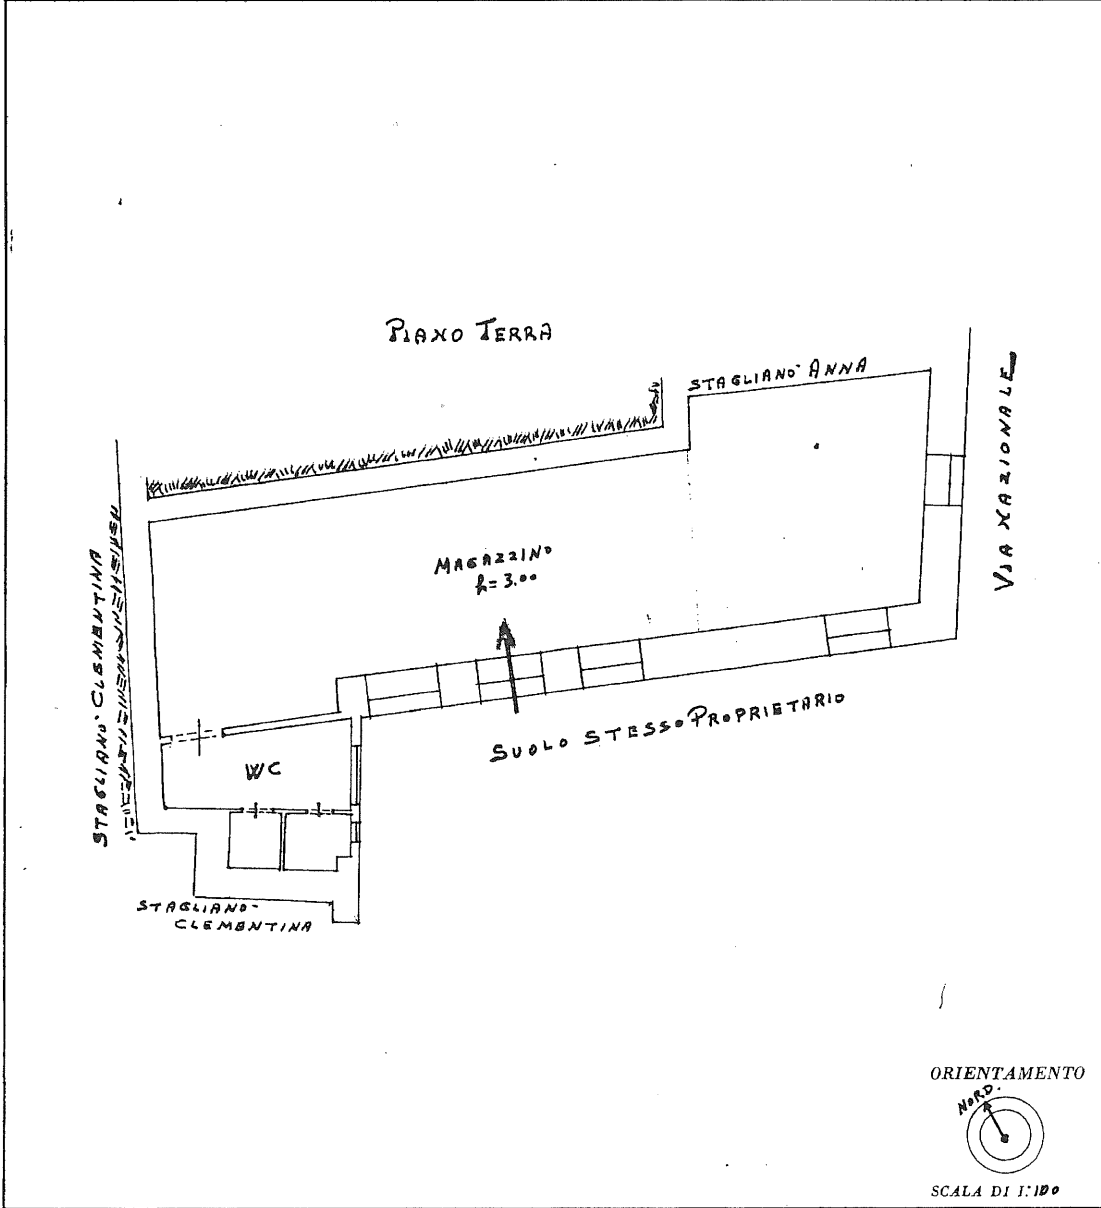 PIANO TERRA
STAGLIANO' ANNA
VIA NAZIONALE
MAGAZZINO
h=3.00
STAGLIANO' CLEMENTINA
SUOLO STESSO PROPRIETARIO
WC
STAGLIANO-
CLEMENTINA
ORIENTAMENTO
NORD.
SCALA DI 1:100